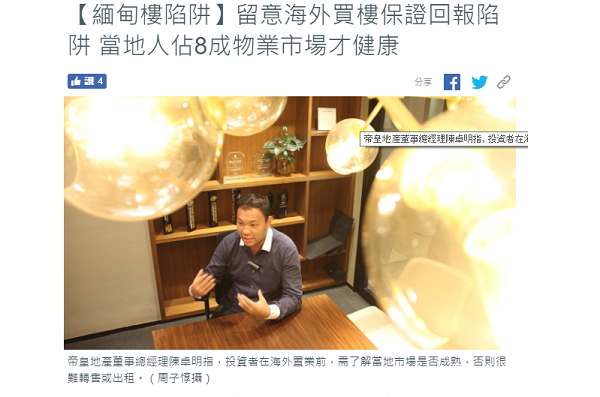 【緬甸樓陷阱】留意海外買樓保證回報陷
阱 當地人佔8成物業市場才健康
讚 4
分享
帝皇地產董事總經理陳卓明指, 投資者在海
帝皇地產董事總經理陳卓明指，投資者在海外置業前，需了解當地市場是否成熟，否則很
難轉售或出租。（周子惇攝）